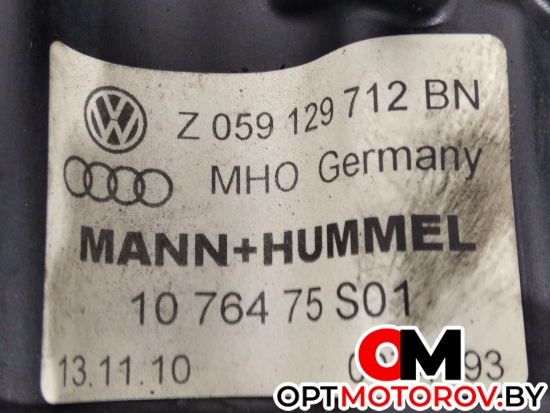 Z 059 129 712 BN
MHO Germany
MANN+HUMMEL
10 764 75 S01
13.11.10
OM
OPTMOTOROV.BY